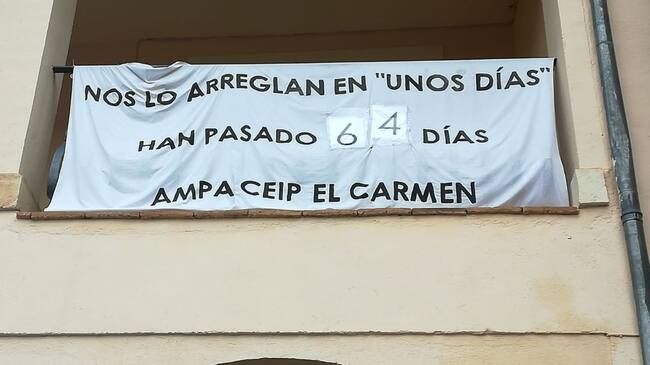 NOS LO ARREGLAN EN "UNOS DÍAS"
HAN PASADO 64 DÍAS
AMPA CEIP EL CARMEN